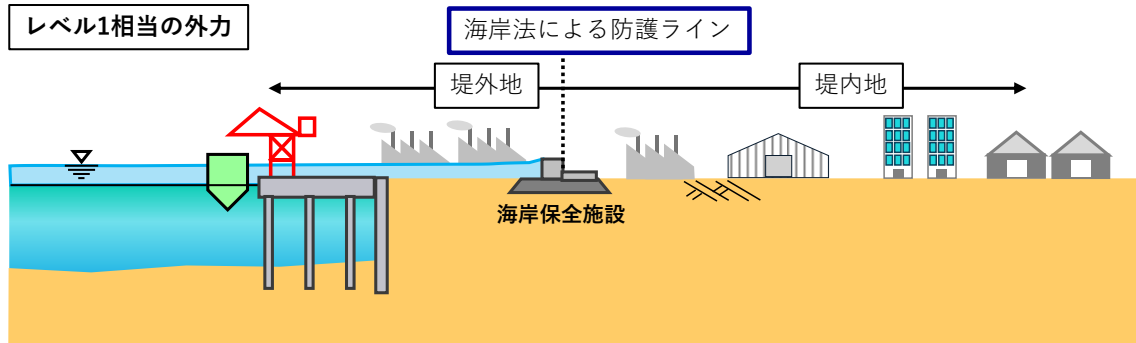 レベル1相当の外力
海岸法による防護ライン
堤外地
堤内地
海岸保全施設